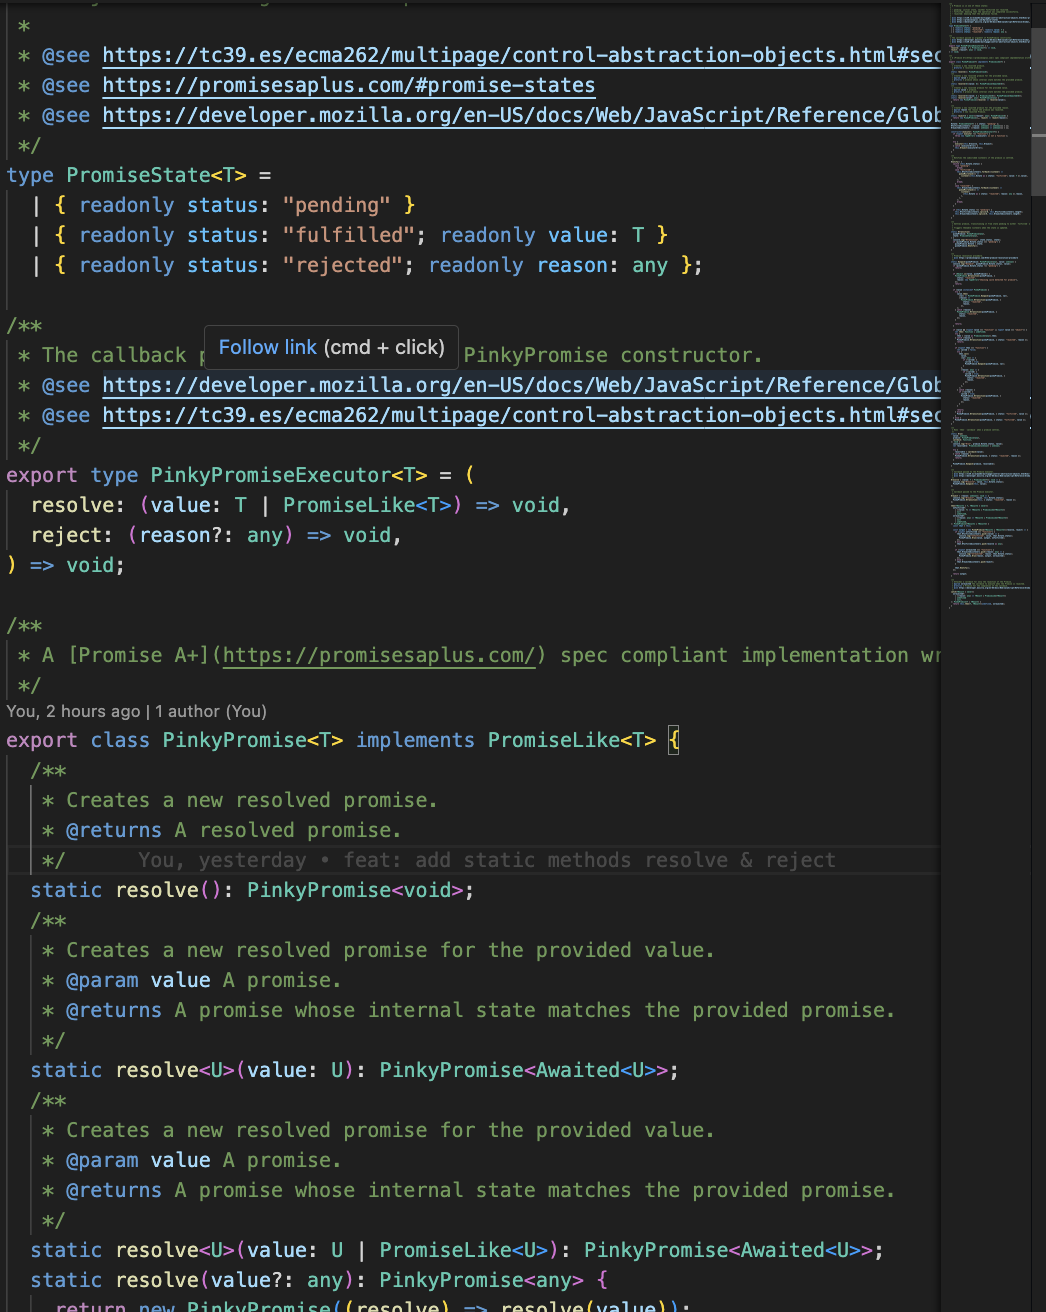 *
* @see https://tc39.es/ecma262/multipage/control-abstraction-objects.html#sec
* @see https://promisesaplus.com/#promise-states
* @see https://developer.mozilla.org/en-US/docs/Web/JavaScript/Reference/Glob
*/
type PromiseState<T> =
| { readonly status: "pending" }
| { readonly status: "fulfilled"; readonly value: T }
| { readonly status: "rejected"; readonly reason: any };
/**
Follow link (cmd + click)
* The callback p PinkyPromise constructor.
* @see https://developer.mozilla.org/en-US/docs/Web/JavaScript/Reference/Glob
* @see https://tc39.es/ecma262/multipage/control-abstraction-objects.html#sec
*/
export type PinkyPromiseExecutor<T> = (
resolve: (value: T | PromiseLike<T>) => void,
reject: (reason?: any) => void,
) => void;
/**
* A [Promise A+](https://promisesaplus.com/) spec compliant implementation wr
*/
You, 2 hours ago | 1 author (You)
export class PinkyPromise<T> implements PromiseLike<T> {
/**
* Creates a new resolved promise.
* @returns A resolved promise.
*/ You, yesterday • feat: add static methods resolve & reject
static resolve(): PinkyPromise<void>;
/**
* Creates a new resolved promise for the provided value.
* @param value A promise.
* @returns A promise whose internal state matches the provided promise.
*/
static resolve<U>(value: U): PinkyPromise<Awaited<U>>;
/**
* Creates a new resolved promise for the provided value.
* @param value A promise.
* @returns A promise whose internal state matches the provided promise.
*/
static resolve<U>(value: U | PromiseLike<U>): PinkyPromise<Awaited<U>>;
static resolve(value?: any): PinkyPromise<any> {
return new PinkyPromise((resolve) => resolve(value));